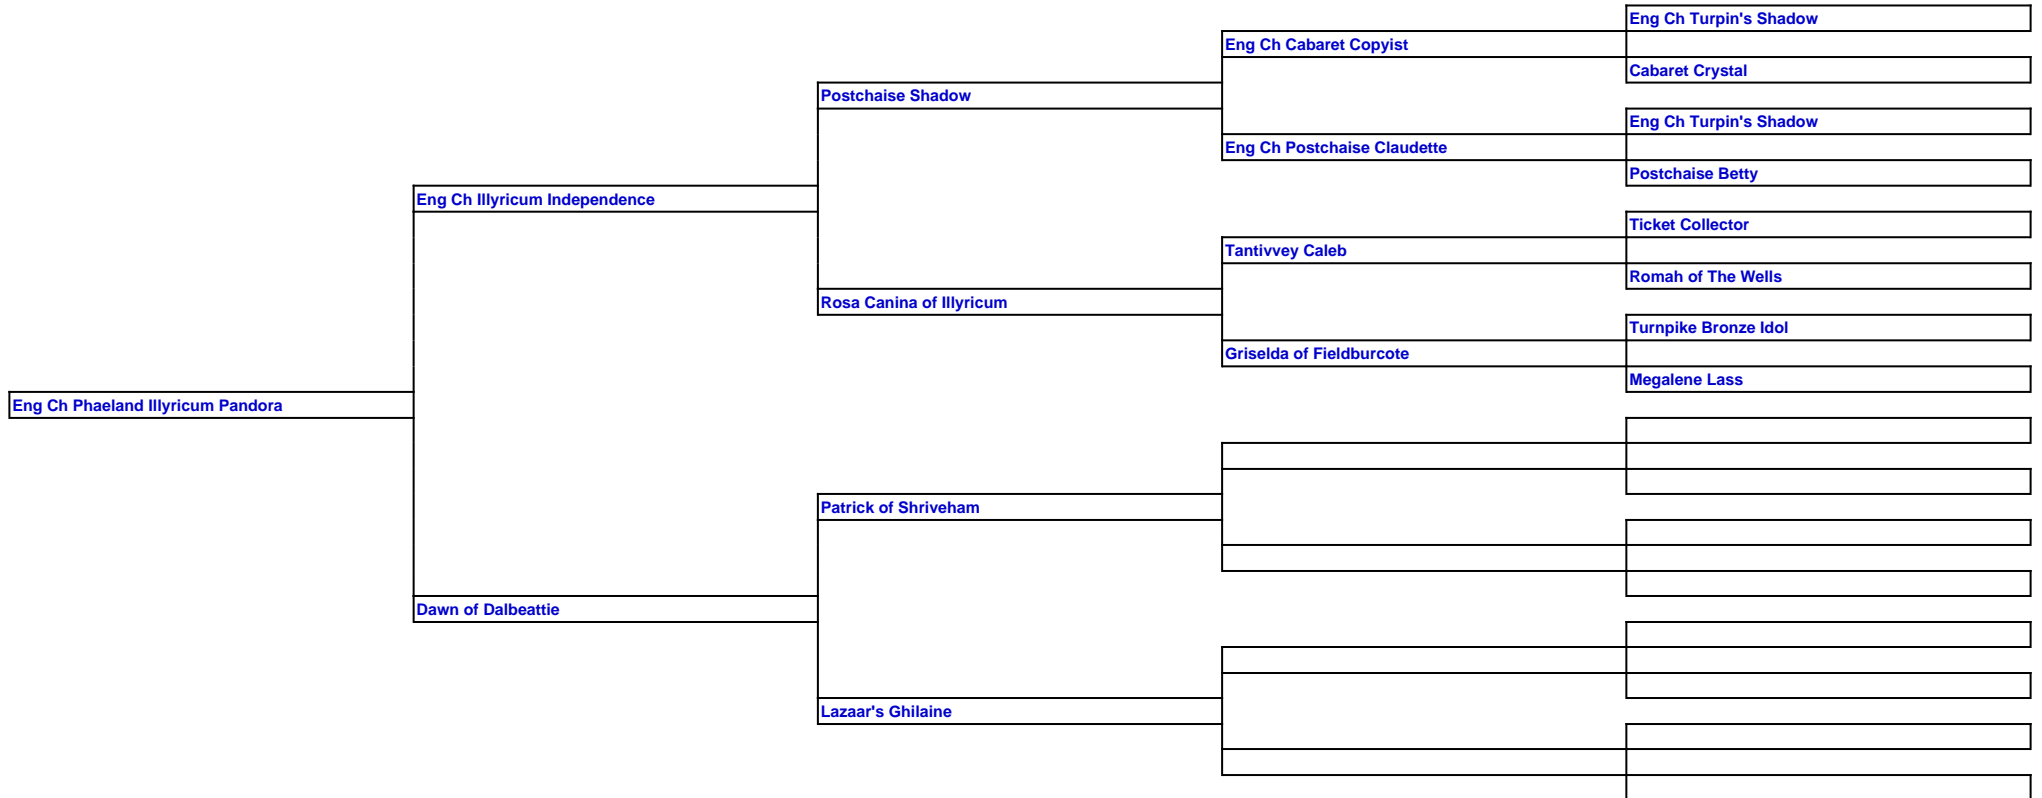 Eng Ch Turpin's Shadow
Eng Ch Cabaret Copyist
Cabaret Crystal
Postchaise Shadow
Eng Ch Turpin's Shadow
Eng Ch Postchaise Claudette
Postchaise Betty
Eng Ch Illyricum Independence
Ticket Collector
Tantivvey Caleb
Romah of The Wells
Rosa Canina of Illyricum
Turnpike Bronze Idol
Griselda of Fieldburcote
Megalene Lass
Eng Ch Phaeland Illyricum Pandora
Patrick of Shriveham
Dawn of Dalbeattie
Lazaar's Ghilaine